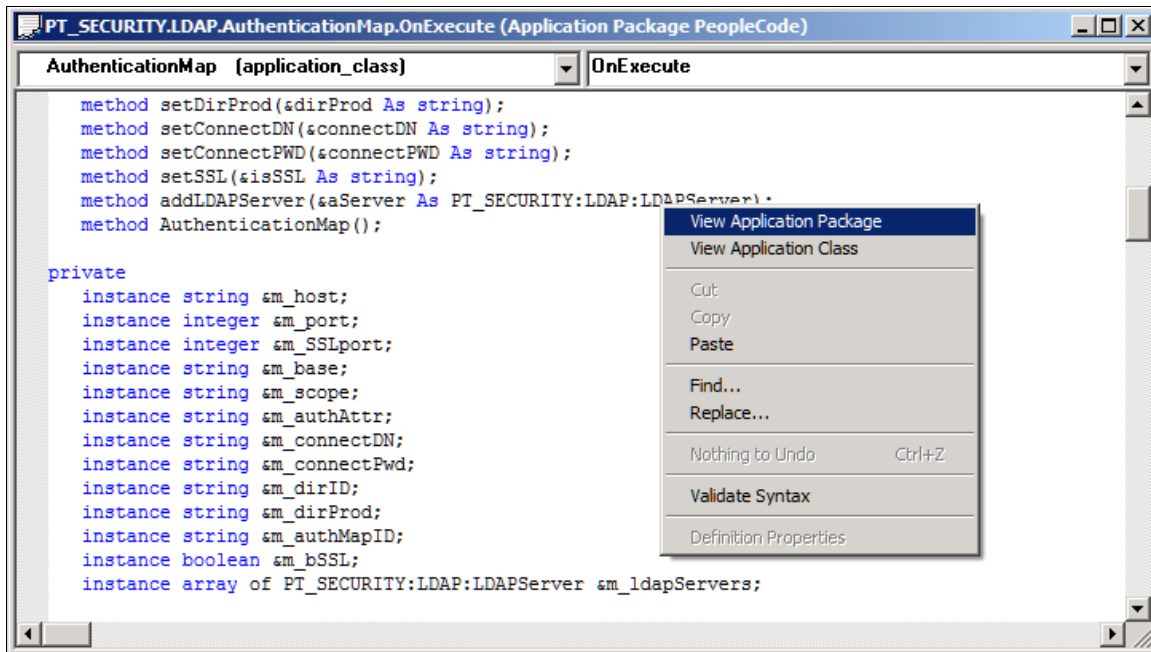 PT_SECURITY.LDAP.AuthenticationMap.OnExecute (Application Package PeopleCode)
AuthenticationMap (application_class) OnExecute
method setDirProd(&dirProd As string);
method setConnectDN(&connectDN As string);
method setConnectPWD(&connectPWD As string);
method setSSL(&isSSL As string);
method addLDAPServer(&aServer As PT_SECURITY:LDAP:LDAPServer);
method AuthenticationMap();
private
instance string &m_host;
instance integer &m_port;
instance integer &m_SSLport;
instance string &m_base;
instance string &m_scope;
instance string &m_authAttr;
instance string &m_connectDN;
instance string &m_connectPwd;
instance string &m_dirID;
instance string &m_dirProd;
instance string &m_authMapID;
instance boolean &m_bSSL;
instance array of PT_SECURITY:LDAP:LDAPServer &m_ldapServers;
View Application Package
View Application Class
Cut
Copy
Paste
Find...
Replace...
Nothing to Undo Ctrl+Z
Validate Syntax
Definition Properties